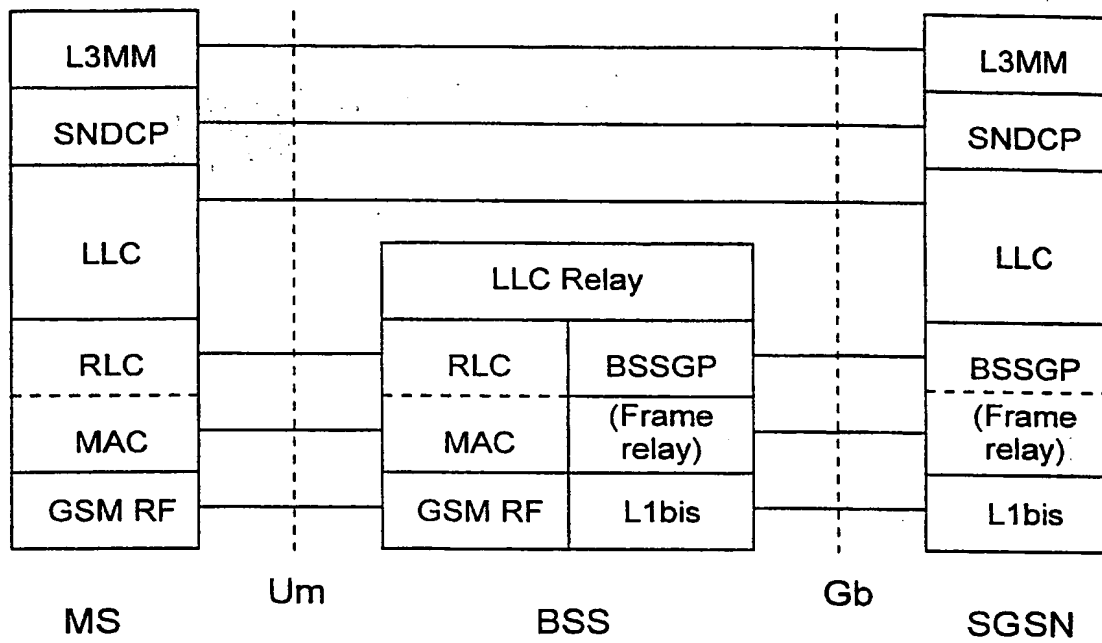 L3MM
L3MM
SNDCP
SNDCP
LLC
LLC
LLC Relay
RLC
RLC
BSSGP
BSSGP
MAC
MAC
(Frame
relay)
(Frame
relay)
GSM RF
GSM RF
L1bis
L1bis
Um
Gb
MS
BSS
SGSN